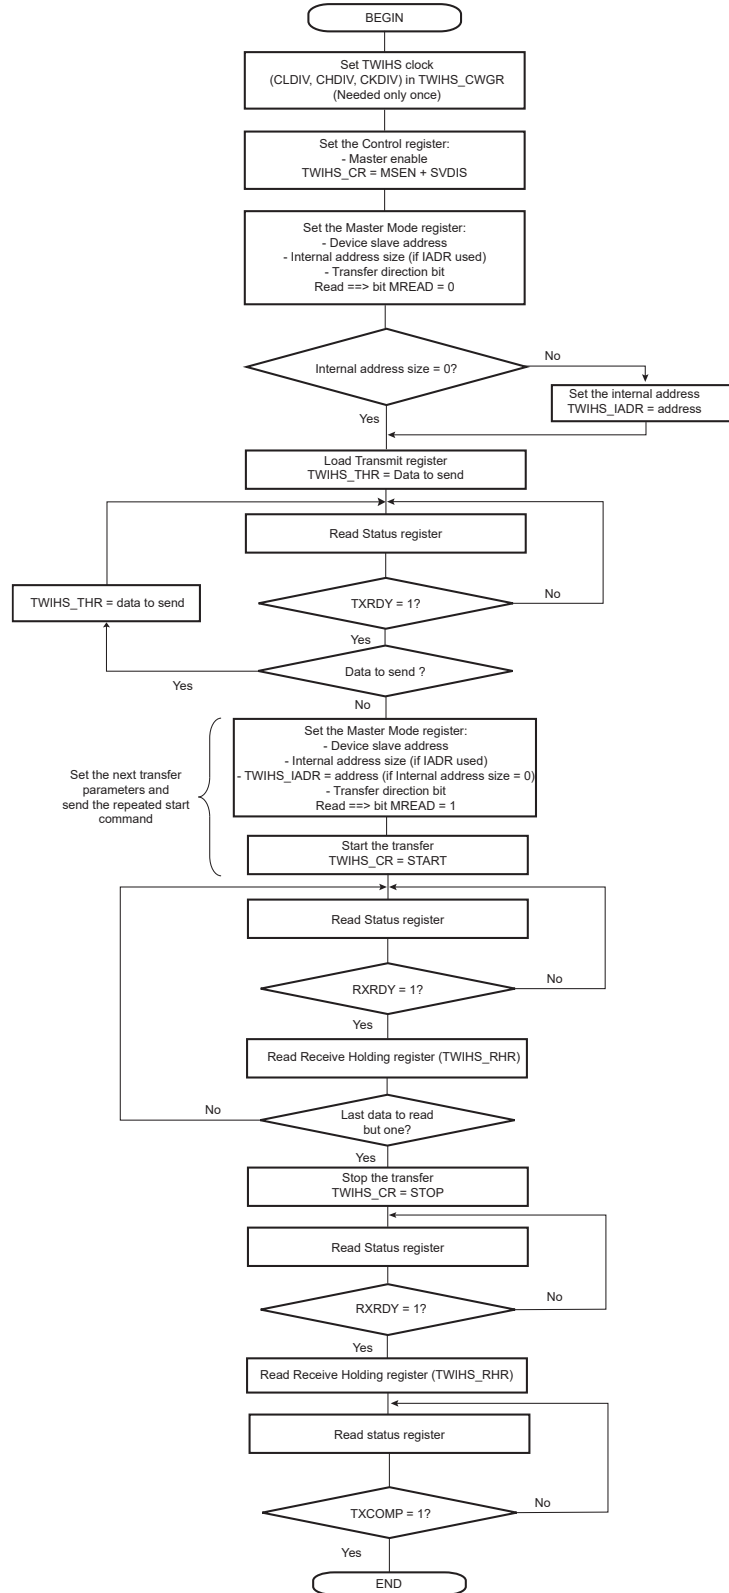 BEGIN
Set TWIHS clock
(CLDIV, CHDIV, CKDIV) in TWIHS_CWGR
(Needed only once)
Set the Control register:
- Master enable
TWIHS_CR = MSEN + SVDIS
Set the Master Mode register:
- Device slave address
- Internal address size (if IADR used)
- Transfer direction bit
Read ==> bit MREAD = 0
Internal address size = 0?
No
Set the internal address
TWIHS_IADR = address
Yes
Load Transmit register
TWIHS_THR = Data to send
Read Status register
TWIHS_THR = data to send
TXRDY = 1?
No
Yes
Data to send ?
Yes
No
Set the next transfer
parameters and
send the repeated start
command
Set the Master Mode register:
- Device slave address
- Internal address size (if IADR used)
- TWIHS_IADR = address (if Internal address size = 0)
- Transfer direction bit
Read ==> bit MREAD = 1
Start the transfer
TWIHS_CR = START
Read Status register
RXRDY = 1?
No
Yes
Read Receive Holding register (TWIHS_RHR)
No
Last data to read
but one?
Yes
Stop the transfer
TWIHS_CR = STOP
Read Status register
RXRDY = 1?
No
Yes
Read Receive Holding register (TWIHS_RHR)
Read status register
TXCOMP = 1?
No
Yes
END